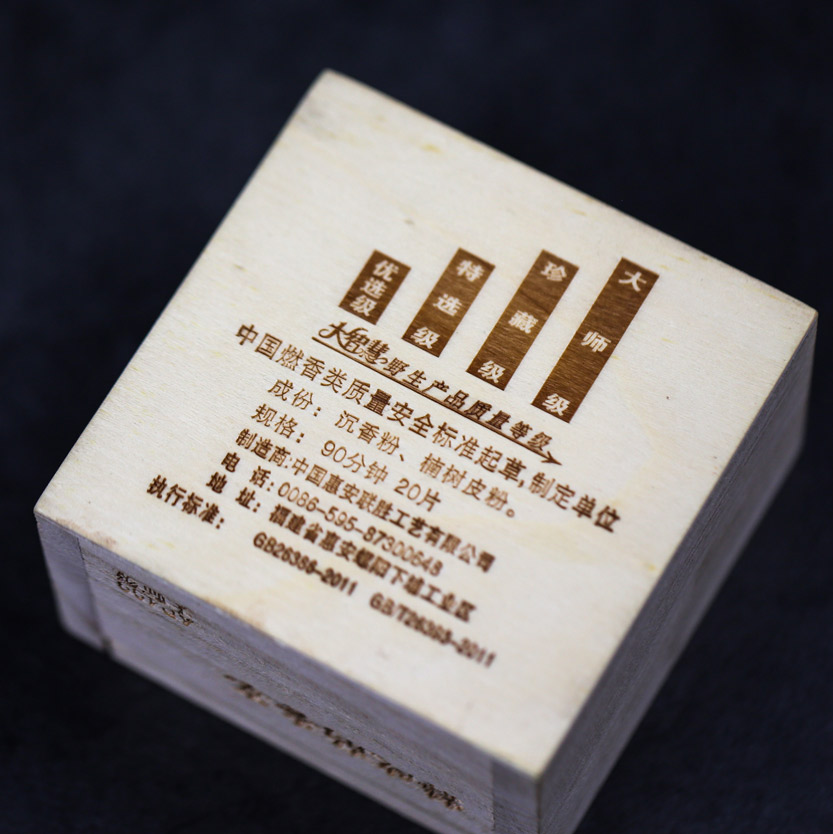 优选级
特选级
珍藏级
大师级
大智慧野生产品质量等级
中国燃香类质量安全标准起草,制定单位
成份：沉香粉、楠树皮粉。
规格：90分钟 20片
制造商:中国惠安联胜工艺有限公司
电 话:0086-595-87300648
地 址：福建省惠安螺阳下埔工业区
执行标准： GB26386-2011 GB/T26393-2011